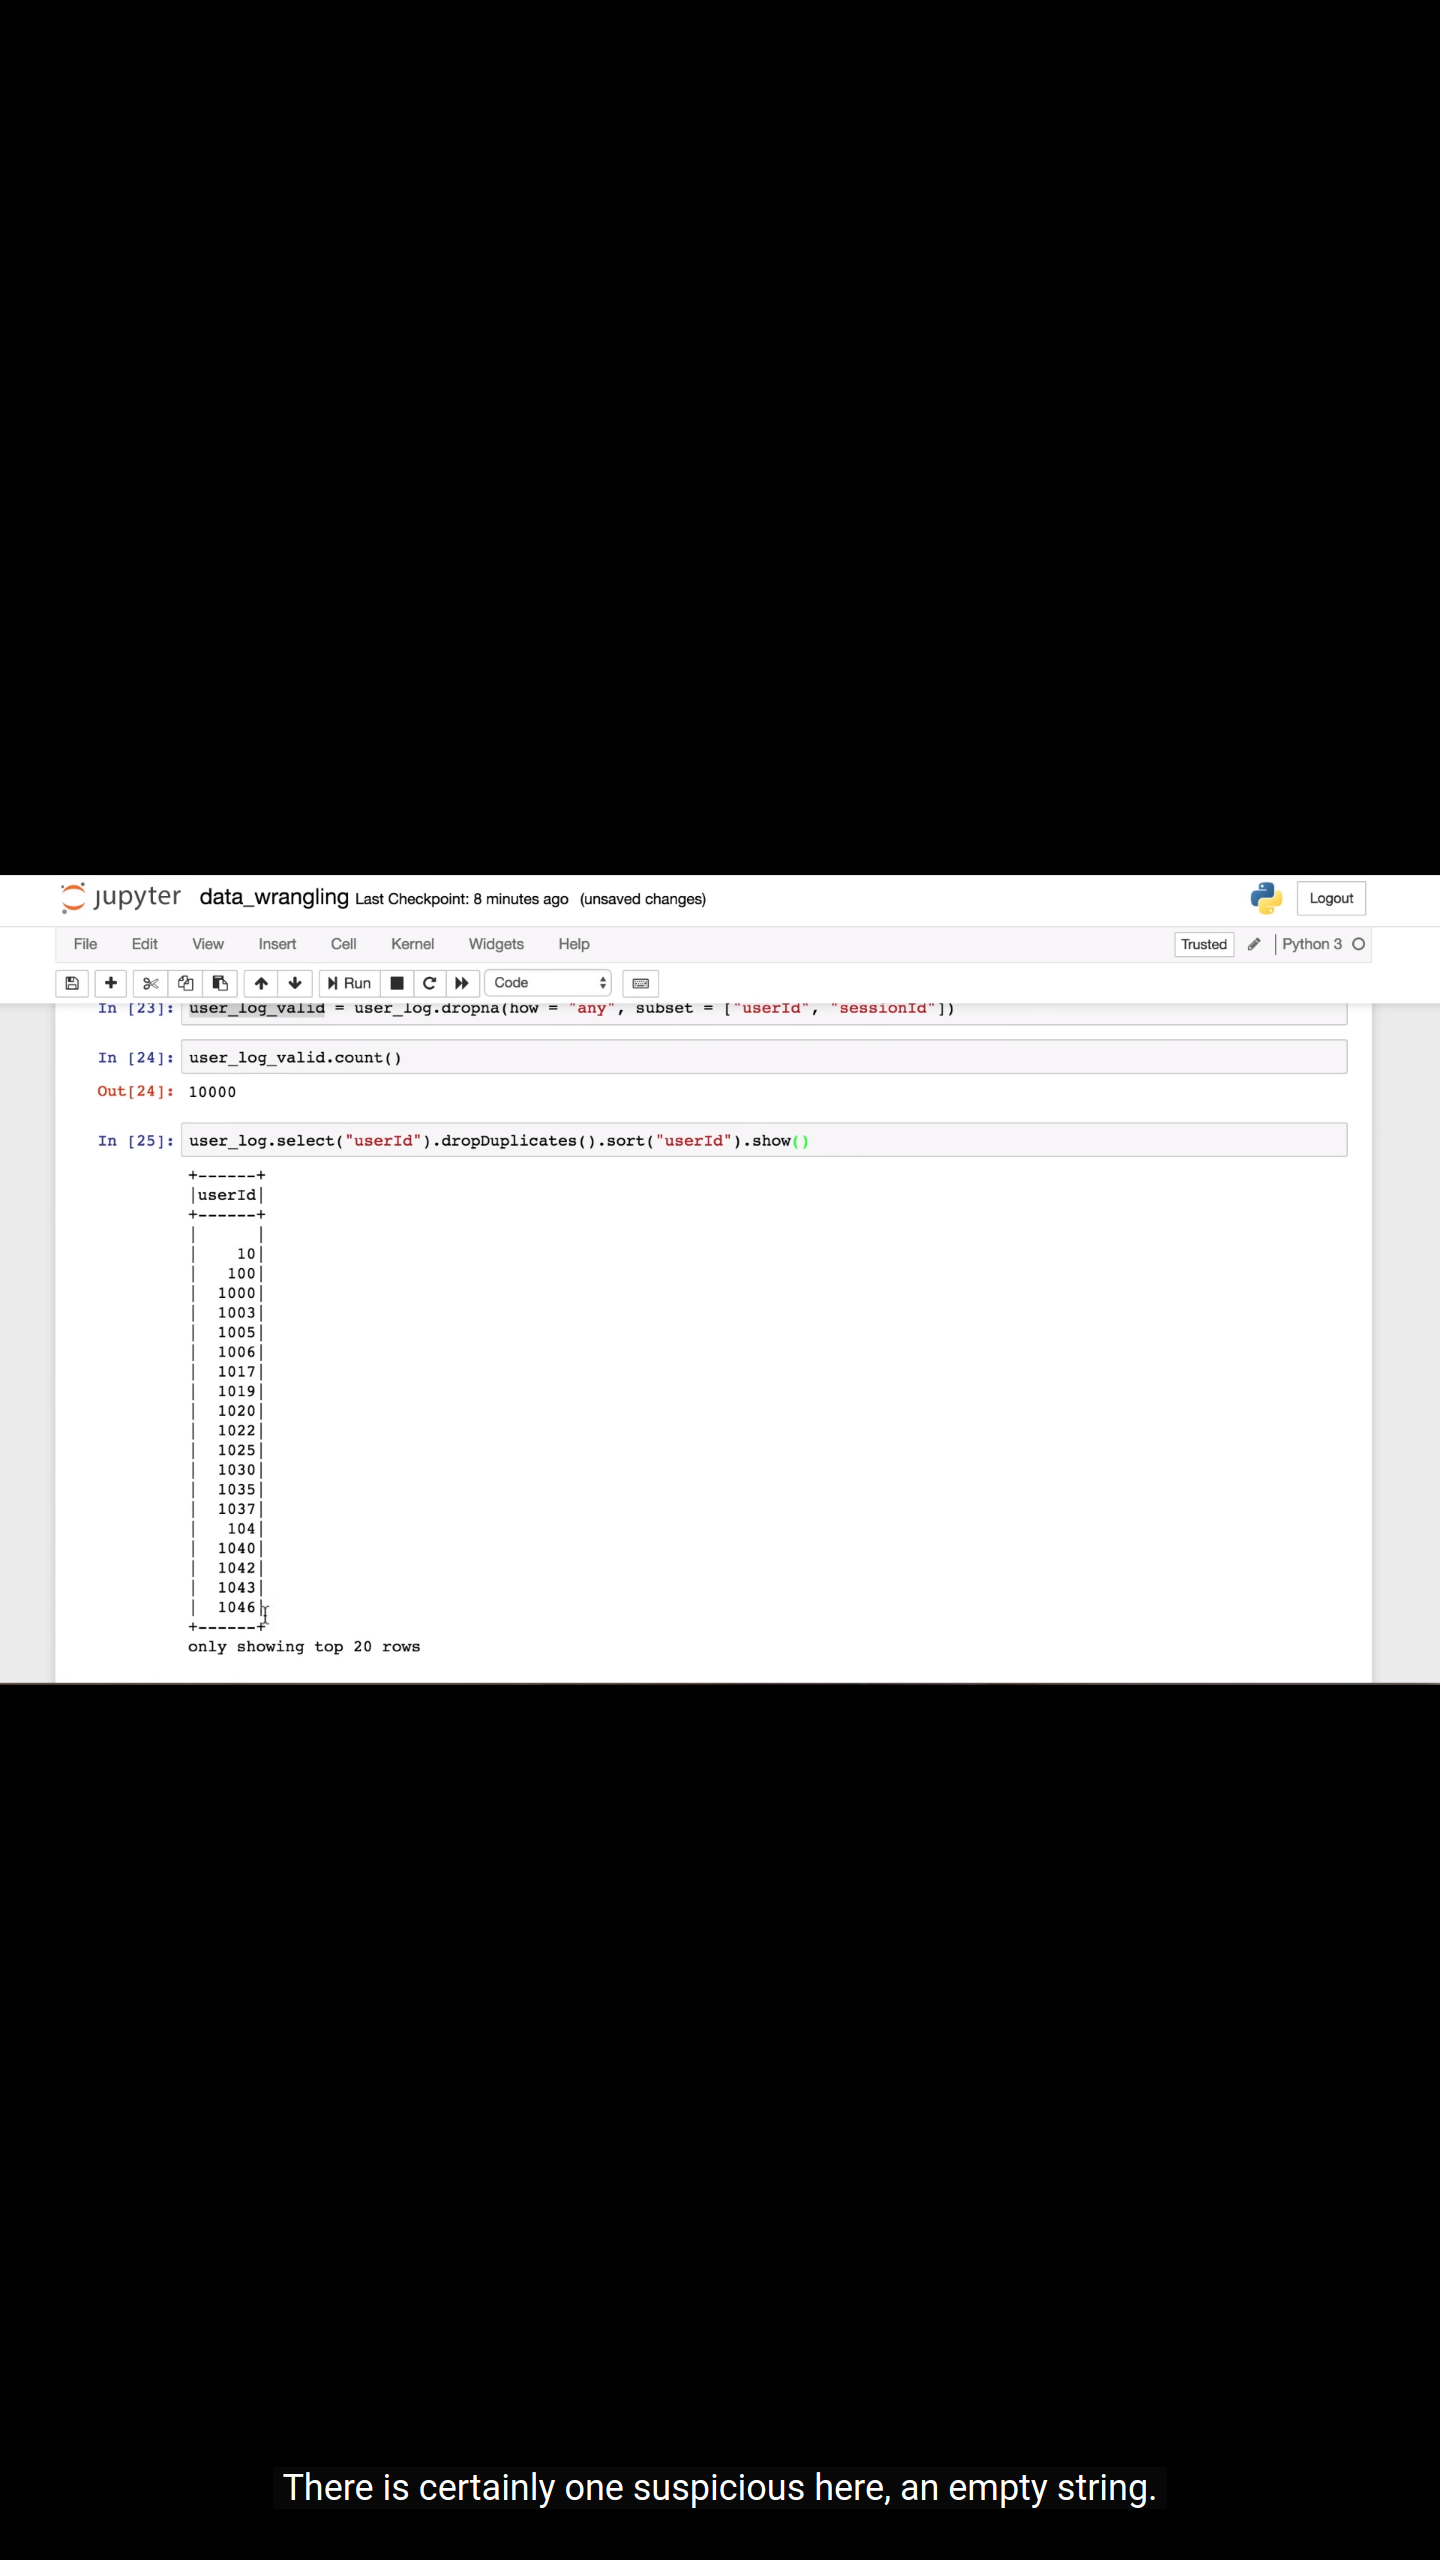 jupyter data_wrangling Last Checkpoint: 8 minutes ago (unsaved changes) Logout
File Edit View Insert Cell Kernel Widgets Help Trusted Python 3
Run Code
In [23]: user_log_valid = user_log.dropna(how = "any", subset = ["userId", "sessionId"])
In [24]: user_log_valid.count()
Out[24]: 10000
In [25]: user_log.select("userId").dropDuplicates().sort("userId").show()
+------+
|userId|
+------+
|      |
|    10|
|   100|
|  1000|
|  1003|
|  1005|
|  1006|
|  1017|
|  1019|
|  1020|
|  1022|
|  1025|
|  1030|
|  1035|
|  1037|
|   104|
|  1040|
|  1042|
|  1043|
|  1046|
+------+
only showing top 20 rows
There is certainly one suspicious here, an empty string.